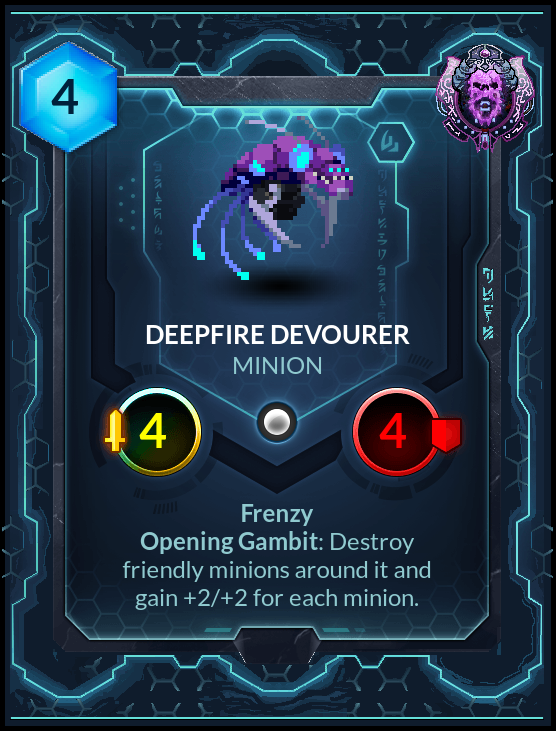 4
DEEPFIRE DEVOURER
MINION
4 4
Frenzy
Opening Gambit: Destroy
friendly minions around it and
gain +2/+2 for each minion.